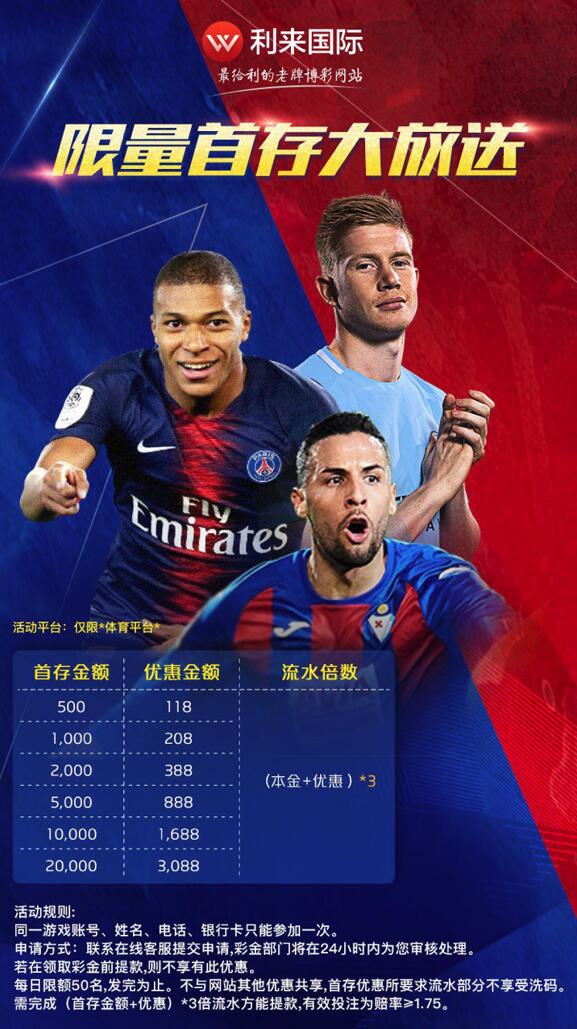 利来国际
最给利的老牌博彩网站
限量首存大放送
Fly
Emirates
PARIS
活动平台：仅限*体育平台*
首存金额 优惠金额 流水倍数
500 118
1,000 208
2,000 388
(本金+优惠) *3
5,000 888
10,000 1,688
20,000 3,088
活动规则:
同一游戏账号、姓名、电话、银行卡只能参加一次。
申请方式：联系在线客服提交申请,彩金部门将在24小时内为您审核处理。
若在领取彩金前提款,则不享有此优惠。
每日限额50名,发完为止。不与网站其他优惠共享,首存优惠所要求流水部分不享受洗码。
需完成（首存金额+优惠）*3倍流水方能提款,有效投注为赔率≥1.75。